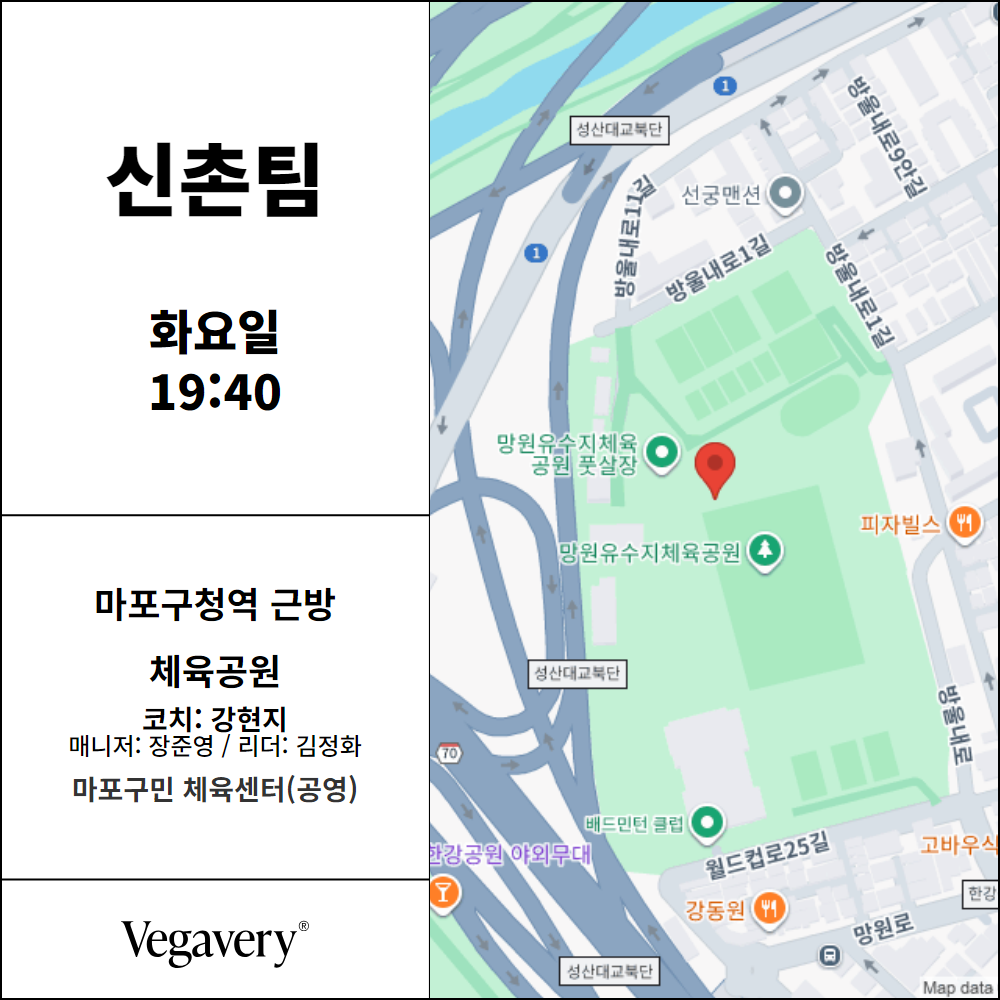 신촌팀
화요일
19:40
마포구청역 근방
체육공원
코치: 강현지
매니저: 장준영 / 리더: 김정화
마포구민 체육센터(공영)
Vegavery®
1
성산대교북단
방울내로9안길
선궁맨션
방울내로11길
1
방울내로1길
방울내로1길
망원유수지체육
공원 풋살장
피자빌스
망원유수지체육공원
성산대교북단
방울내로
70
배드민턴 클럽
월드컵로25길
고바우식
한강공원 야외무대
한강
강동원
망원로
성산대교북단
Map data